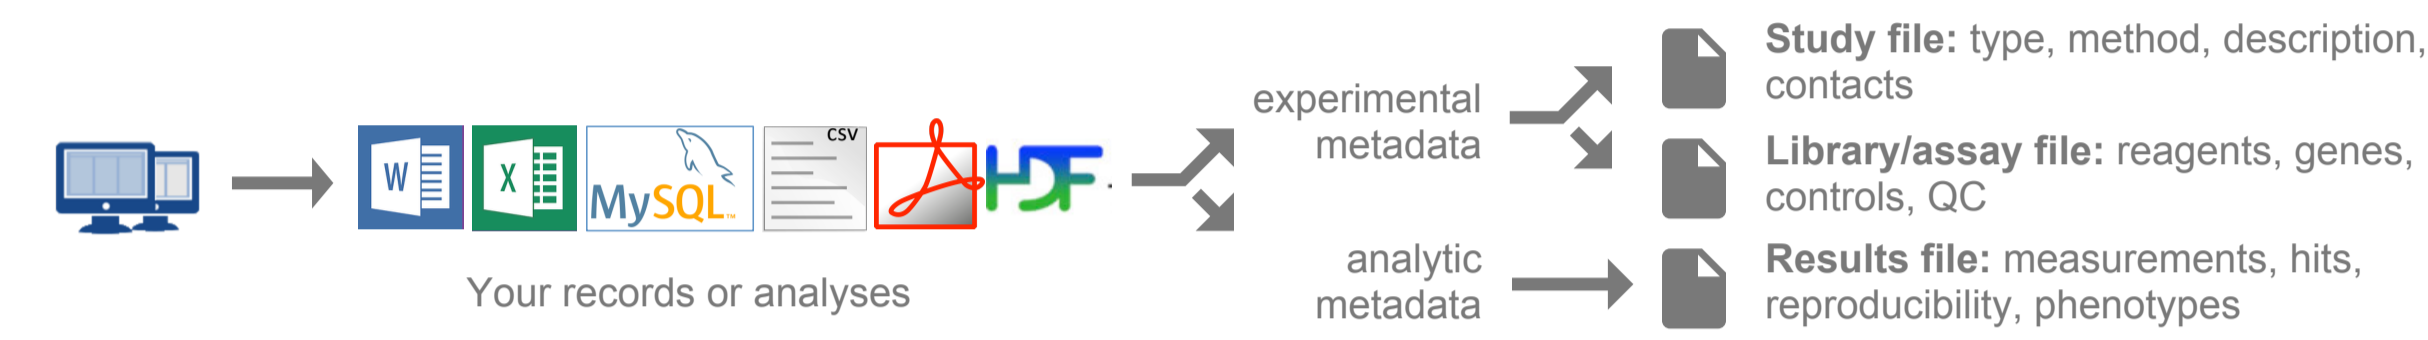 W
X
MySQL™
CSV
HDF
Your records or analyses
experimental
metadata
analytic
metadata
Study file: type, method, description,
contacts
Library/assay file: reagents, genes,
controls, QC
Results file: measurements, hits,
reproducibility, phenotypes